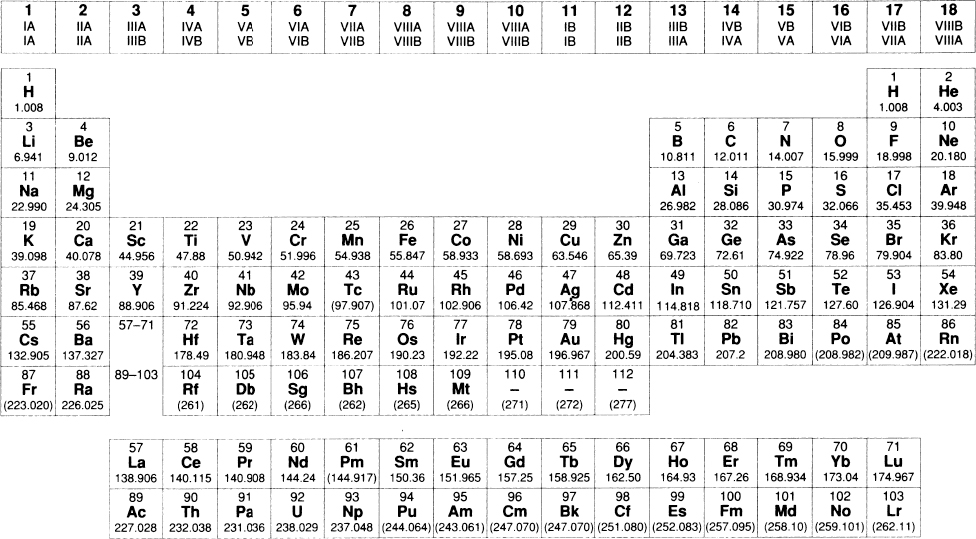 1 2 3 4 5 6 7 8 9 10 11 12 13 14 15 16 17 18
IA IIA IIIA IVA VA VIA VIIA VIIIA VIIIA VIIIA IB IIB IIIB IVB VB VIB VIIB VIIIB
IA IIA IIIB IVB VB VIB VIIB VIIIB VIIIB VIIIB IB IIB IIIA IVA VA VIA VIIA VIIIA
1 1 2
H H He
1.008 1.008 4.003
3 4 5 6 7 8 9 10
Li Be B C N O F Ne
6.941 9.012 10.811 12.011 14.007 15.999 18.998 20.180
11 12 13 14 15 16 17 18
Na Mg Al Si P S Cl Ar
22.990 24.305 26.982 28.086 30.974 32.066 35.453 39.948
19 20 21 22 23 24 25 26 27 28 29 30 31 32 33 34 35 36
K Ca Sc Ti V Cr Mn Fe Co Ni Cu Zn Ga Ge As Se Br Kr
39.098 40.078 44.956 47.88 50.942 51.996 54.938 55.847 58.933 58.693 63.546 65.39 69.723 72.61 74.922 78.96 79.904 83.80
37 38 39 40 41 42 43 44 45 46 47 48 49 50 51 52 53 54
Rb Sr Y Zr Nb Mo Tc Ru Rh Pd Ag Cd In Sn Sb Te I Xe
85.468 87.62 88.906 91.224 92.906 95.94 (97.907) 101.07 102.906 106.42 107.868 112.411 114.818 118.710 121.757 127.60 126.904 131.29
55 56 57–71 72 73 74 75 76 77 78 79 80 81 82 83 84 85 86
Cs Ba Hf Ta W Re Os Ir Pt Au Hg Tl Pb Bi Po At Rn
132.905 137.327 178.49 180.948 183.84 186.207 190.23 192.22 195.08 196.967 200.59 204.383 207.2 208.980 (208.982) (209.987) (222.018)
87 88 89–103 104 105 106 107 108 109 110 111 112
Fr Ra Rf Db Sg Bh Hs Mt – – –
(223.020) 226.025 (261) (262) (266) (262) (265) (266) (271) (272) (277)
57 58 59 60 61 62 63 64 65 66 67 68 69 70 71
La Ce Pr Nd Pm Sm Eu Gd Tb Dy Ho Er Tm Yb Lu
138.906 140.115 140.908 144.24 (144.917) 150.36 151.965 157.25 158.925 162.50 164.93 167.26 168.934 173.04 174.967
89 90 91 92 93 94 95 96 97 98 99 100 101 102 103
Ac Th Pa U Np Pu Am Cm Bk Cf Es Fm Md No Lr
227.028 232.038 231.036 238.029 237.048 (244.064) (243.061) (247.070) (247.070) (251.080) (252.083) (257.095) (258.10) (259.101) (262.11)